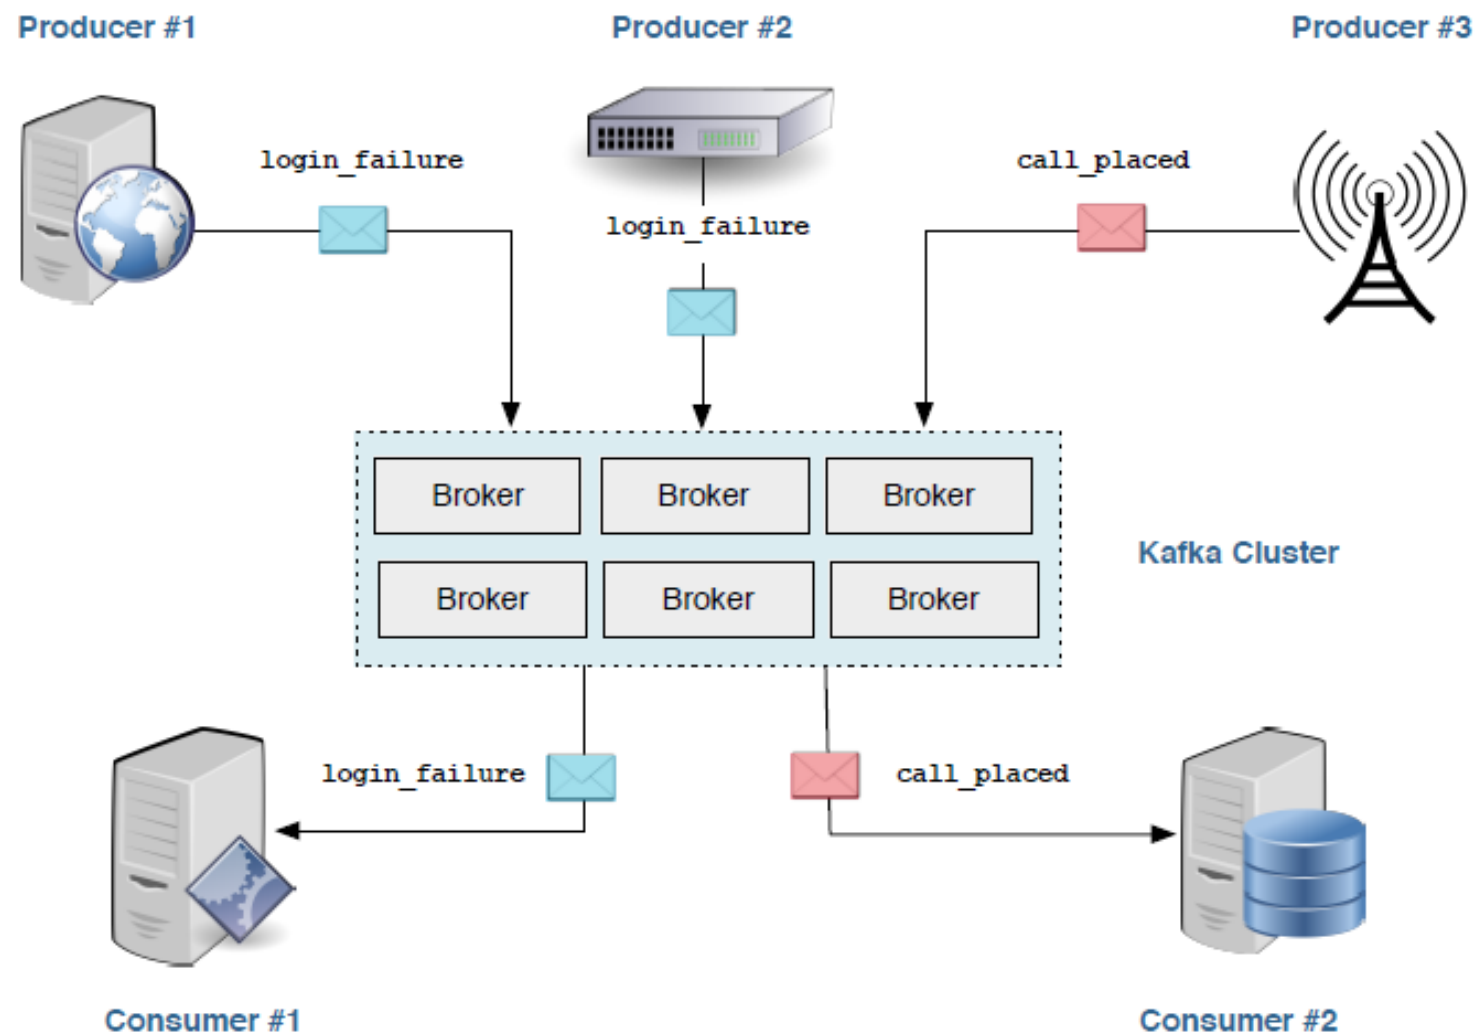 Producer #1
Producer #2
Producer #3
login_failure
call_placed
login_failure
Broker
Broker
Broker
Kafka Cluster
Broker
Broker
Broker
login_failure
call_placed
Consumer #1
Consumer #2